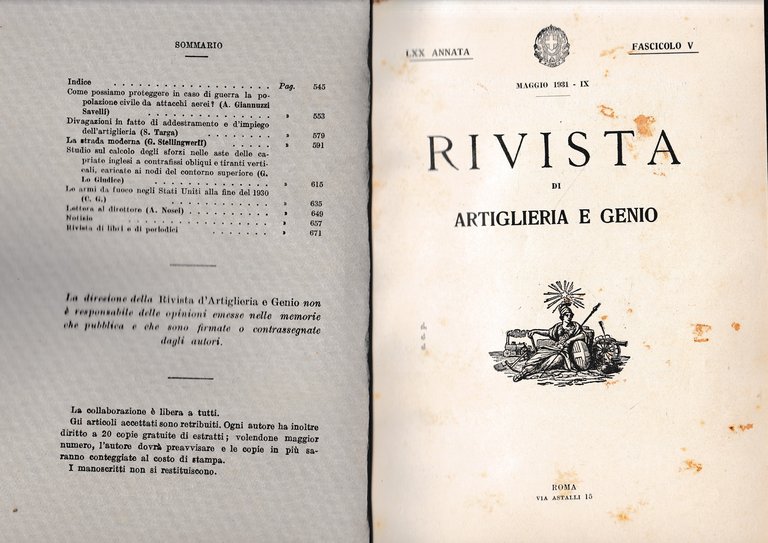 SOMMARIO
Indice . . . . . . . . . . . . . . . . . Pag. 545
Come possiamo proteggere in caso di guerra la po-
polazione civile da attacchi aerei? (A. Giannuzzi
Savelli) . . . . . . . . . . . . . . . . » 553
Divagazioni in fatto di addestramento e d'impiego
dell'artiglieria (S. Targa) . . . . . . . » 579
La strada moderna (G. Stellingwerff) . . . . . » 591
Studio sul calcolo degli sforzi nelle aste delle ca-
priate inglesi a contraffissi obliqui e tiranti verti-
cali, caricate ai nodi del contorno superiore (G.
Lo Giudice) . . . . . . . . . . . . . . » 615
Le armi da fuoco negli Stati Uniti alla fine del 1930
(C. G.) . . . . . . . . . . . . . . . . » 635
Lettera al direttore (A. Nosei) . . . . . . . » 649
Notizie . . . . . . . . . . . . . . . . » 657
Rivista di libri e di periodici . . . . . . » 671
La direzione della Rivista d'Artiglieria e Genio non
è responsabile delle opinioni emesse nelle memorie
che pubblica e che sono firmate o contrassegnate
dagli autori.
La collaborazione è libera a tutti.
Gli articoli accettati sono retribuiti. Ogni autore ha inoltre
diritto a 20 copie gratuite di estratti; volendone maggior
numero, l'autore dovrà preavvisare e le copie in più sa-
ranno conteggiate al costo di stampa.
I manoscritti non si restituiscono.
LXX ANNATA
FASCICOLO V
MAGGIO 1931 - IX
RIVISTA
DI
ARTIGLIERIA E GENIO
ROMA
VIA ASTALLI 15